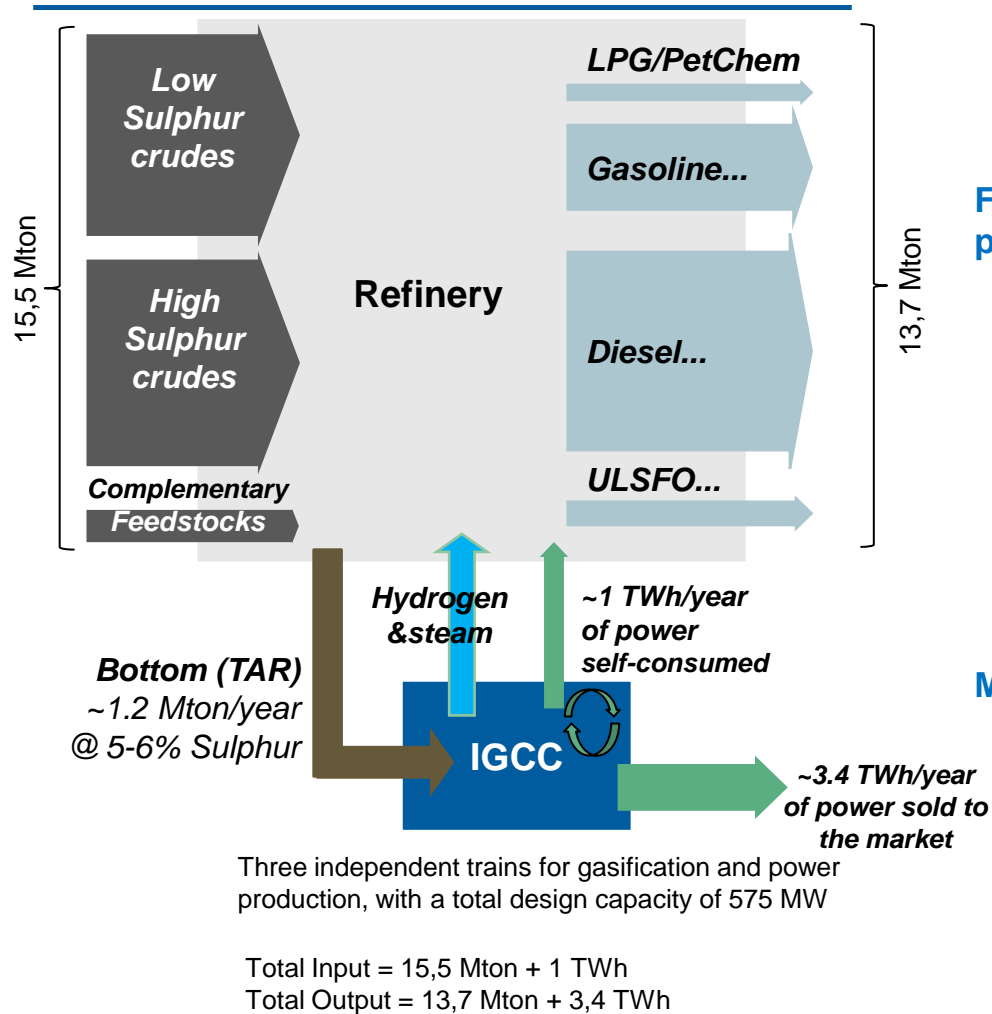 15,5 Mton
Low
Sulphur
crudes
High
Sulphur
crudes
Complementary
Feedstocks
Refinery
LPG/PetChem
Gasoline...
Diesel...
ULSFO...
13,7 Mton
F
p
Hydrogen
&steam
~1 TWh/year
of power
self-consumed
Bottom (TAR)
~1.2 Mton/year
@ 5-6% Sulphur
IGCC
M
~3.4 TWh/year
of power sold to
the market
Three independent trains for gasification and power
production, with a total design capacity of 575 MW
Total Input = 15,5 Mton + 1 TWh
Total Output = 13,7 Mton + 3,4 TWh